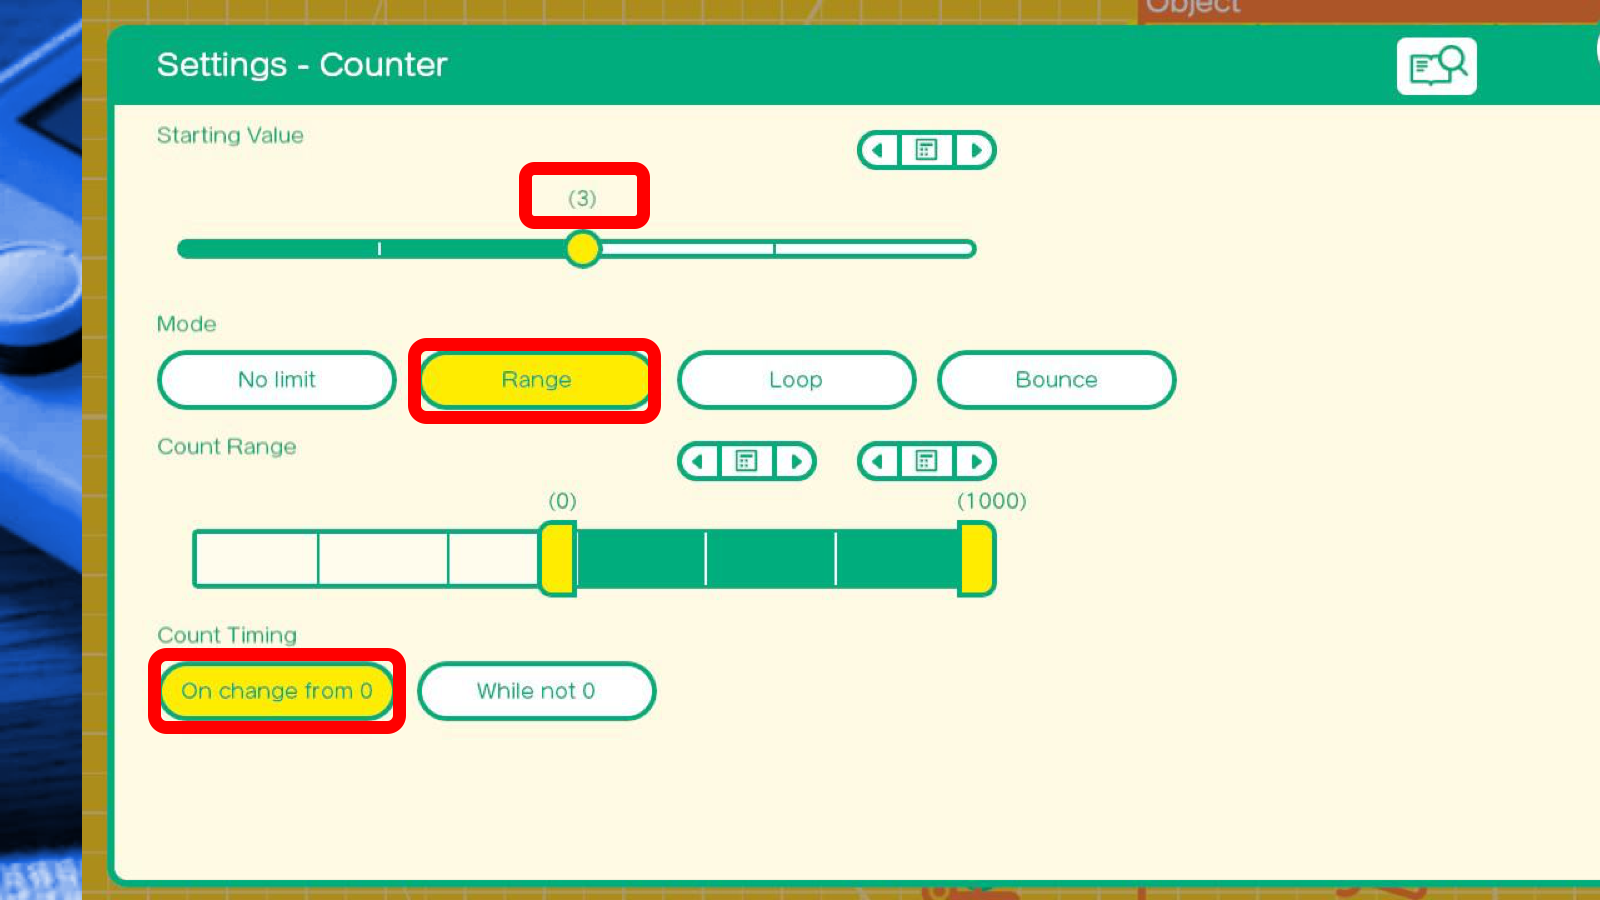 Object
Settings - Counter
Starting Value
(3)
Mode
No limit
Range
Loop
Bounce
Count Range
(0)
(1000)
Count Timing
On change from 0
While not 0